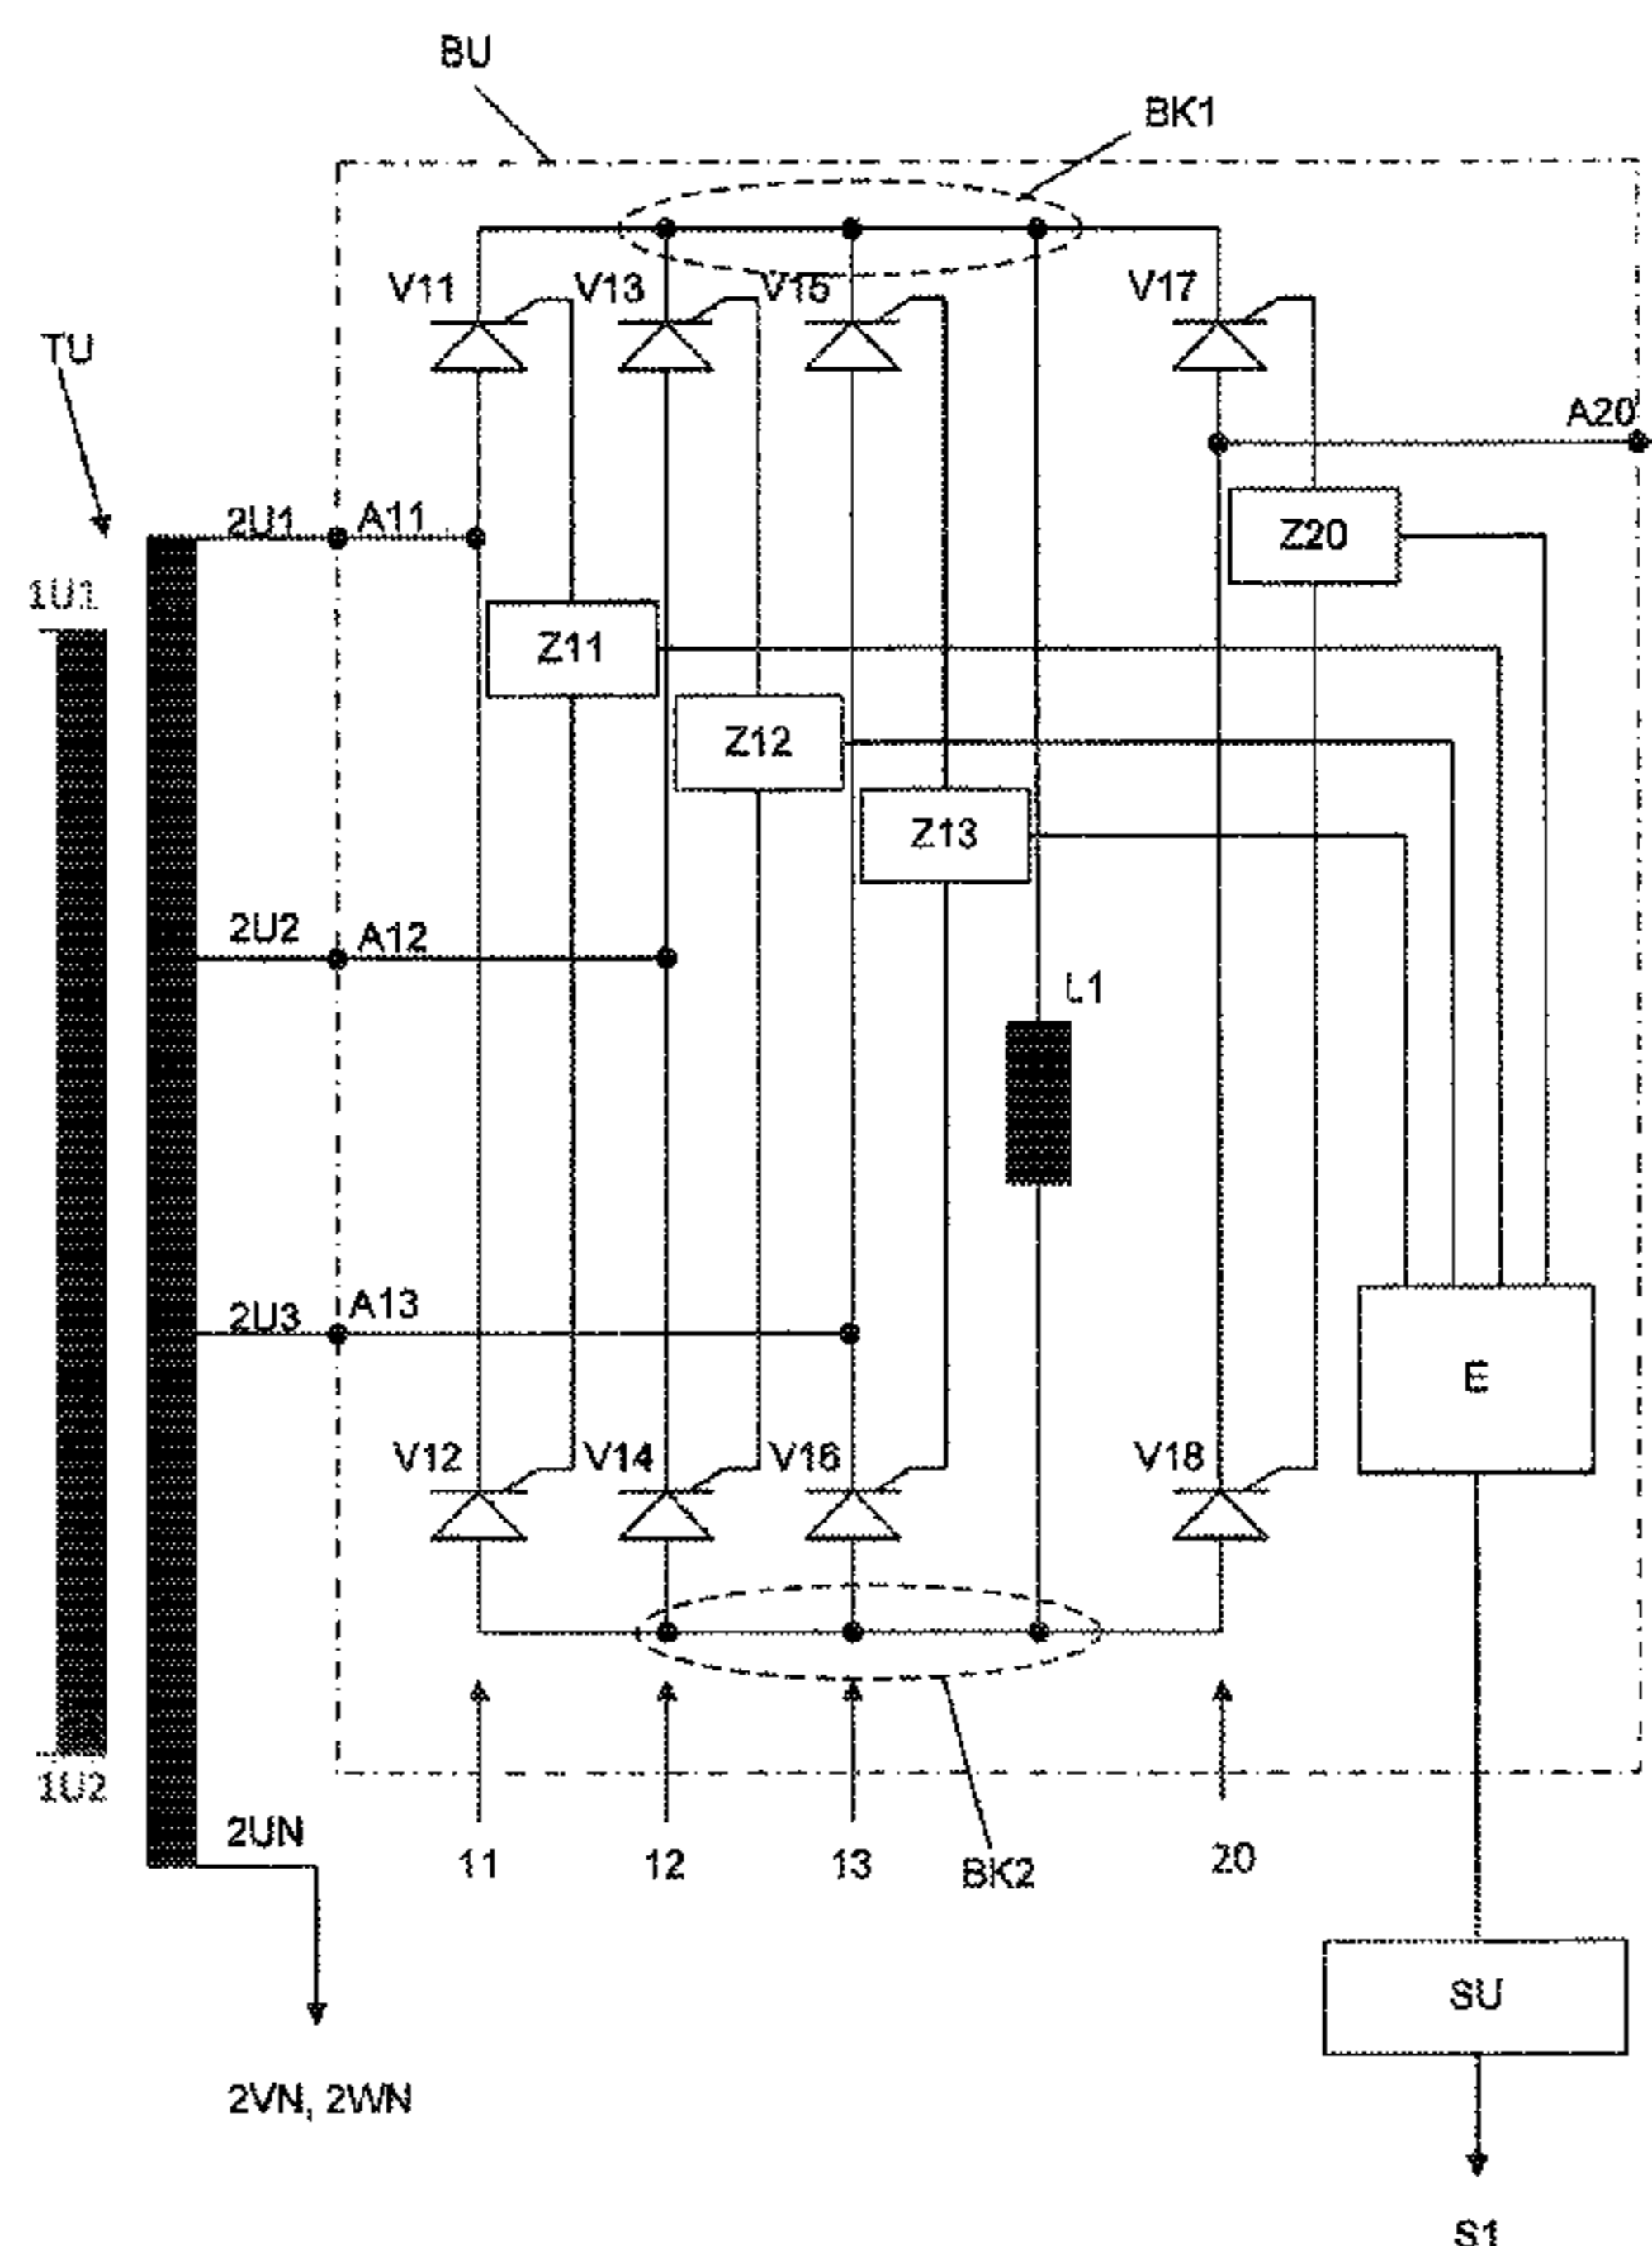 BU
BK1
V11
V13
V15
V17
TU
A20
2U1
A11
Z20
1U1
Z11
Z12
Z13
2U2
A12
L1
2U3
A13
E
V12
V14
V16
V18
1U2
2UN
11
12
13
BK2
20
SU
2VN, 2WN
S1